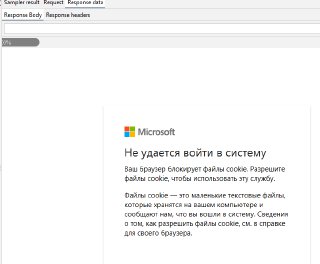 Sampler result Request Response data
Response Body Response headers
Microsoft
Не удается войти в систему
Ваш браузер блокирует файлы cookie. Разрешите
файлы cookie, чтобы использовать эту службу.
Файлы cookie — это маленькие текстовые файлы,
которые хранятся на вашем компьютере и
сообщают нам, что вы вошли в систему. Сведения
о том, как разрешить файлы cookie, см. в справке
для своего браузера.